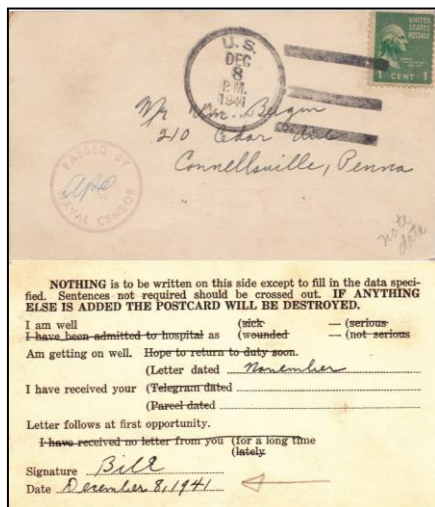 U.S.
DEC
8
P.M.
1941
UNITED STATES POSTAGE
1 CENT 1
Mr Wm. Bergin
210 Cedar Ave
Connellsville, Penna
PASSED BY
NAVAL CENSOR
note
date
NOTHING is to be written on this side except to fill in the data speci-
fied. Sentences not required should be crossed out. IF ANYTHING
ELSE IS ADDED THE POSTCARD WILL BE DESTROYED.
I am well (sick — (serious
I have been admitted to hospital as (wounded — (not serious
Am getting on well. Hope to return to duty soon.
(Letter dated November
I have received your (Telegram dated
(Parcel dated
Letter follows at first opportunity.
I have received no letter from you (for a long time
(lately.
Signature Bill
Date December 8, 1941